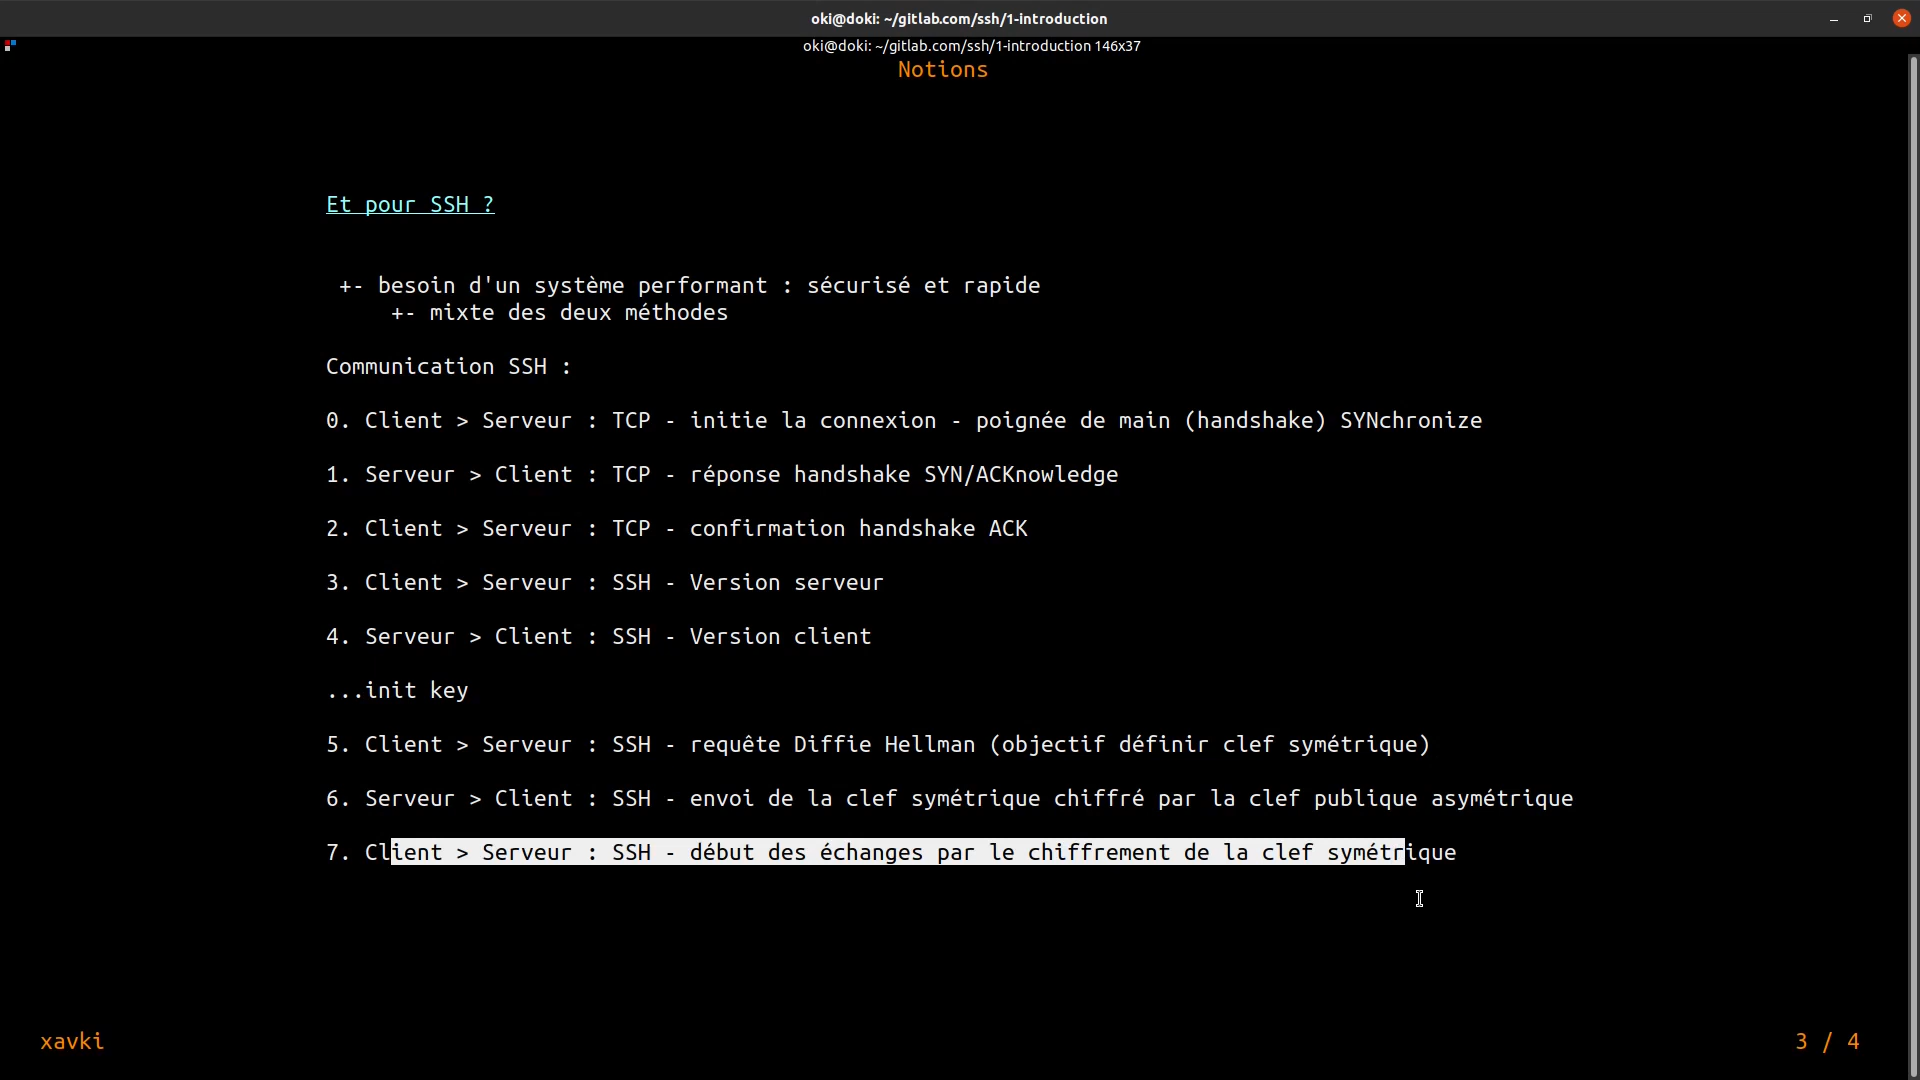 oki@doki: ~/gitlab.com/ssh/1-introduction
oki@doki: ~/gitlab.com/ssh/1-introduction 146x37
Notions
Et pour SSH ?
+- besoin d'un système performant : sécurisé et rapide
+- mixte des deux méthodes
Communication SSH :
0. Client > Serveur : TCP - initie la connexion - poignée de main (handshake) SYNchronize
1. Serveur > Client : TCP - réponse handshake SYN/ACKnowledge
2. Client > Serveur : TCP - confirmation handshake ACK
3. Client > Serveur : SSH - Version serveur
4. Serveur > Client : SSH - Version client
...init key
5. Client > Serveur : SSH - requête Diffie Hellman (objectif définir clef symétrique)
6. Serveur > Client : SSH - envoi de la clef symétrique chiffré par la clef publique asymétrique
7. Client > Serveur : SSH - début des échanges par le chiffrement de la clef symétrique
xavki
3 / 4